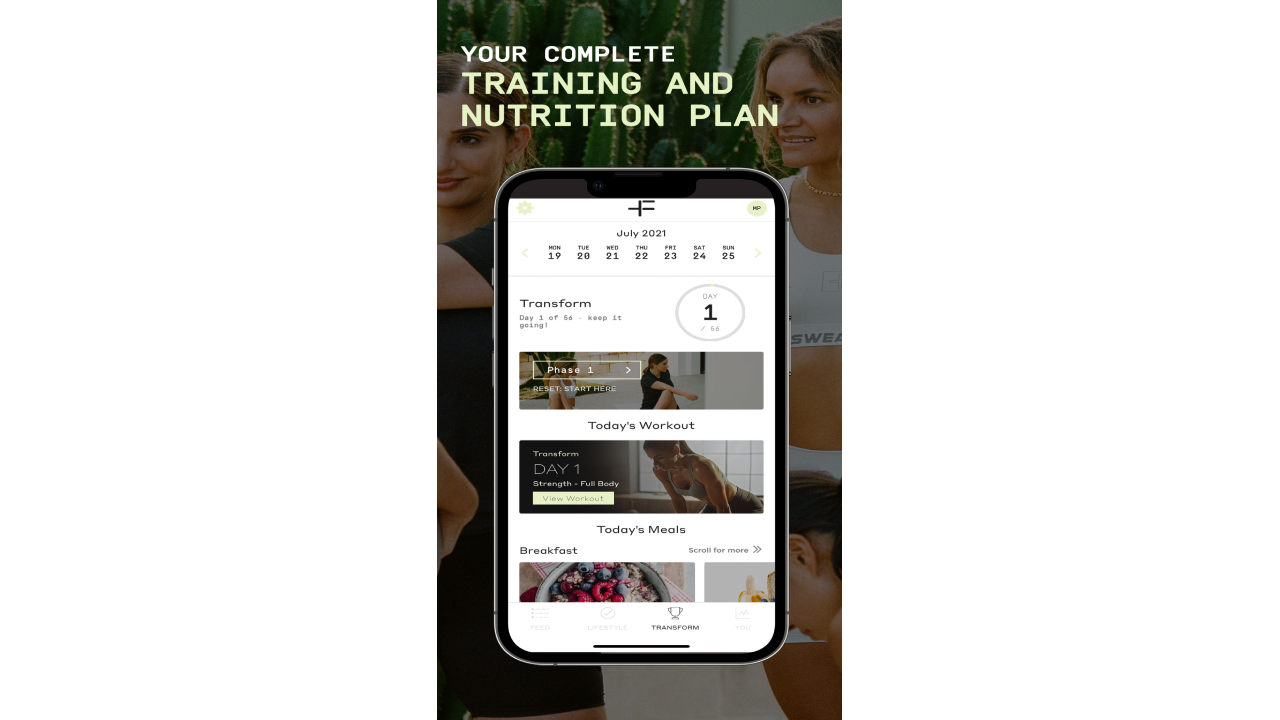 YOUR COMPLETE
TRAINING AND
NUTRITION PLAN
MP
July 2021
MON TUE WED THU FRI SAT SUN
19 20 21 22 23 24 25
Transform
Day 1 of 56 - keep it
going!
DAY
1
/ 56
Phase 1 >
RESET: START HERE
Today's Workout
Transform
DAY 1
Strength - Full Body
View Workout
Today's Meals
Breakfast
Scroll for more
FEED LIFESTYLE TRANSFORM YOU
SWEA